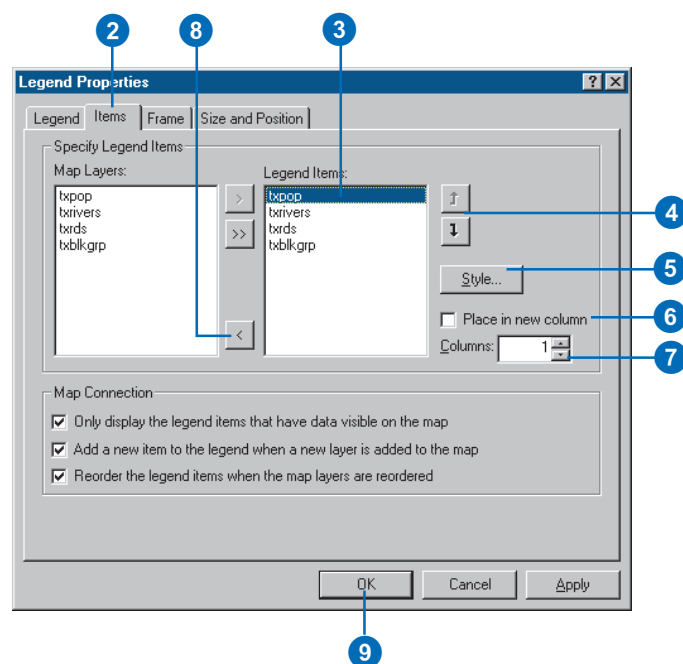 2 8 3
Legend Properties
Legend Items Frame Size and Position
Specify Legend Items
Map Layers:
txpop
txrivers
txrds
txblkgrp
>
>>
<
Legend Items:
txpop
txrivers
txrds
txblkgrp
4
Style...
5
Place in new column
6
Columns: 1
7
Map Connection
Only display the legend items that have data visible on the map
Add a new item to the legend when a new layer is added to the map
Reorder the legend items when the map layers are reordered
OK Cancel Apply
9